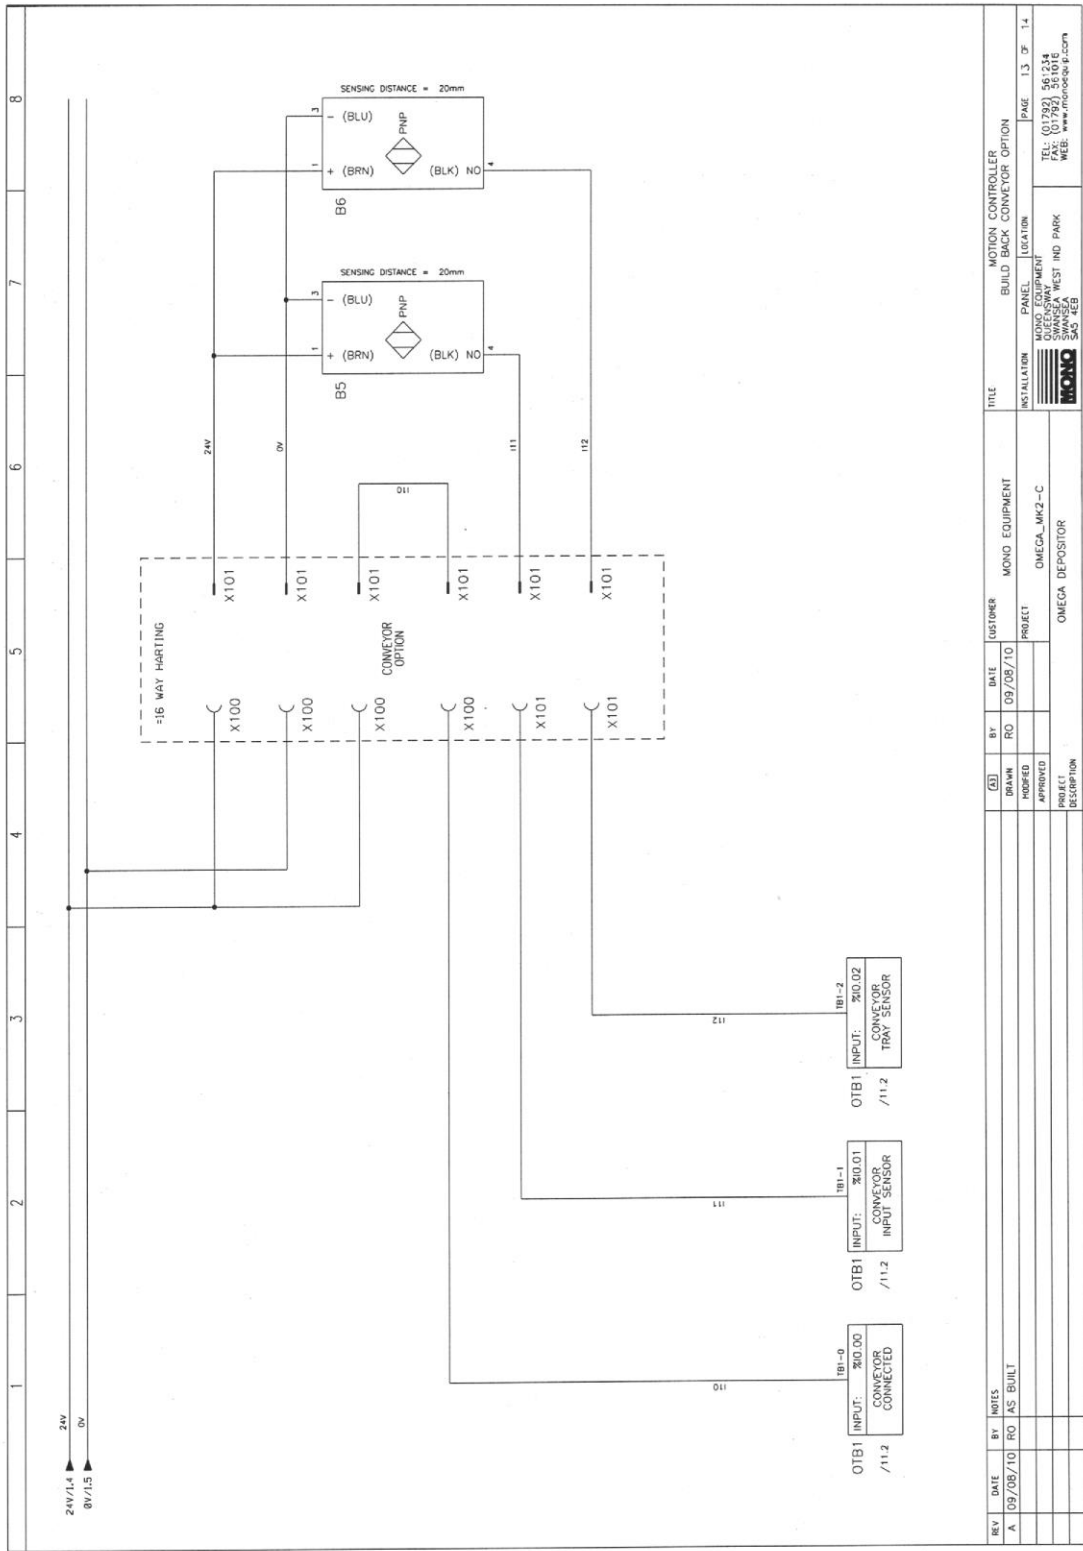 1 2 3 4 5 6 7 8
24V/1.4 24V
0V/1.5 0V
=16 WAY HARTING
X100 X101 24V
X100 X101 0V
X100 X101
CONVEYOR
OPTION
I10
X100 X101
X101 X101 I11
X101 X101 I12
B5
SENSING DISTANCE = 20mm
1 3
+ (BRN) - (BLU)
PNP
(BLK) NO
4
B6
SENSING DISTANCE = 20mm
1 3
+ (BRN) - (BLU)
PNP
(BLK) NO
4
I10
I11
I12
TB1-0
OTB1 INPUT: %I0.00
/11.2 CONVEYOR
CONNECTED
TB1-1
OTB1 INPUT: %I0.01
/11.2 CONVEYOR
INPUT SENSOR
TB1-2
OTB1 INPUT: %I0.02
/11.2 CONVEYOR
TRAY SENSOR
REV DATE BY NOTES
A 09/08/10 RO AS BUILT
A3 BY DATE
DRAWN RO 09/08/10
MODIFIED
APPROVED
CUSTOMER MONO EQUIPMENT
PROJECT OMEGA_MK2-C
PROJECT
DESCRIPTION OMEGA DEPOSITOR
TITLE MOTION CONTROLLER
BUILD BACK CONVEYOR OPTION
INSTALLATION PANEL LOCATION PAGE 13 OF 14
MONO
MONO EQUIPMENT
QUEENSWAY
SWANSEA WEST IND PARK
SWANSEA
SA5 4EB
TEL: (01792) 561234
FAX: (01792) 561016
WEB: www.monoequip.com